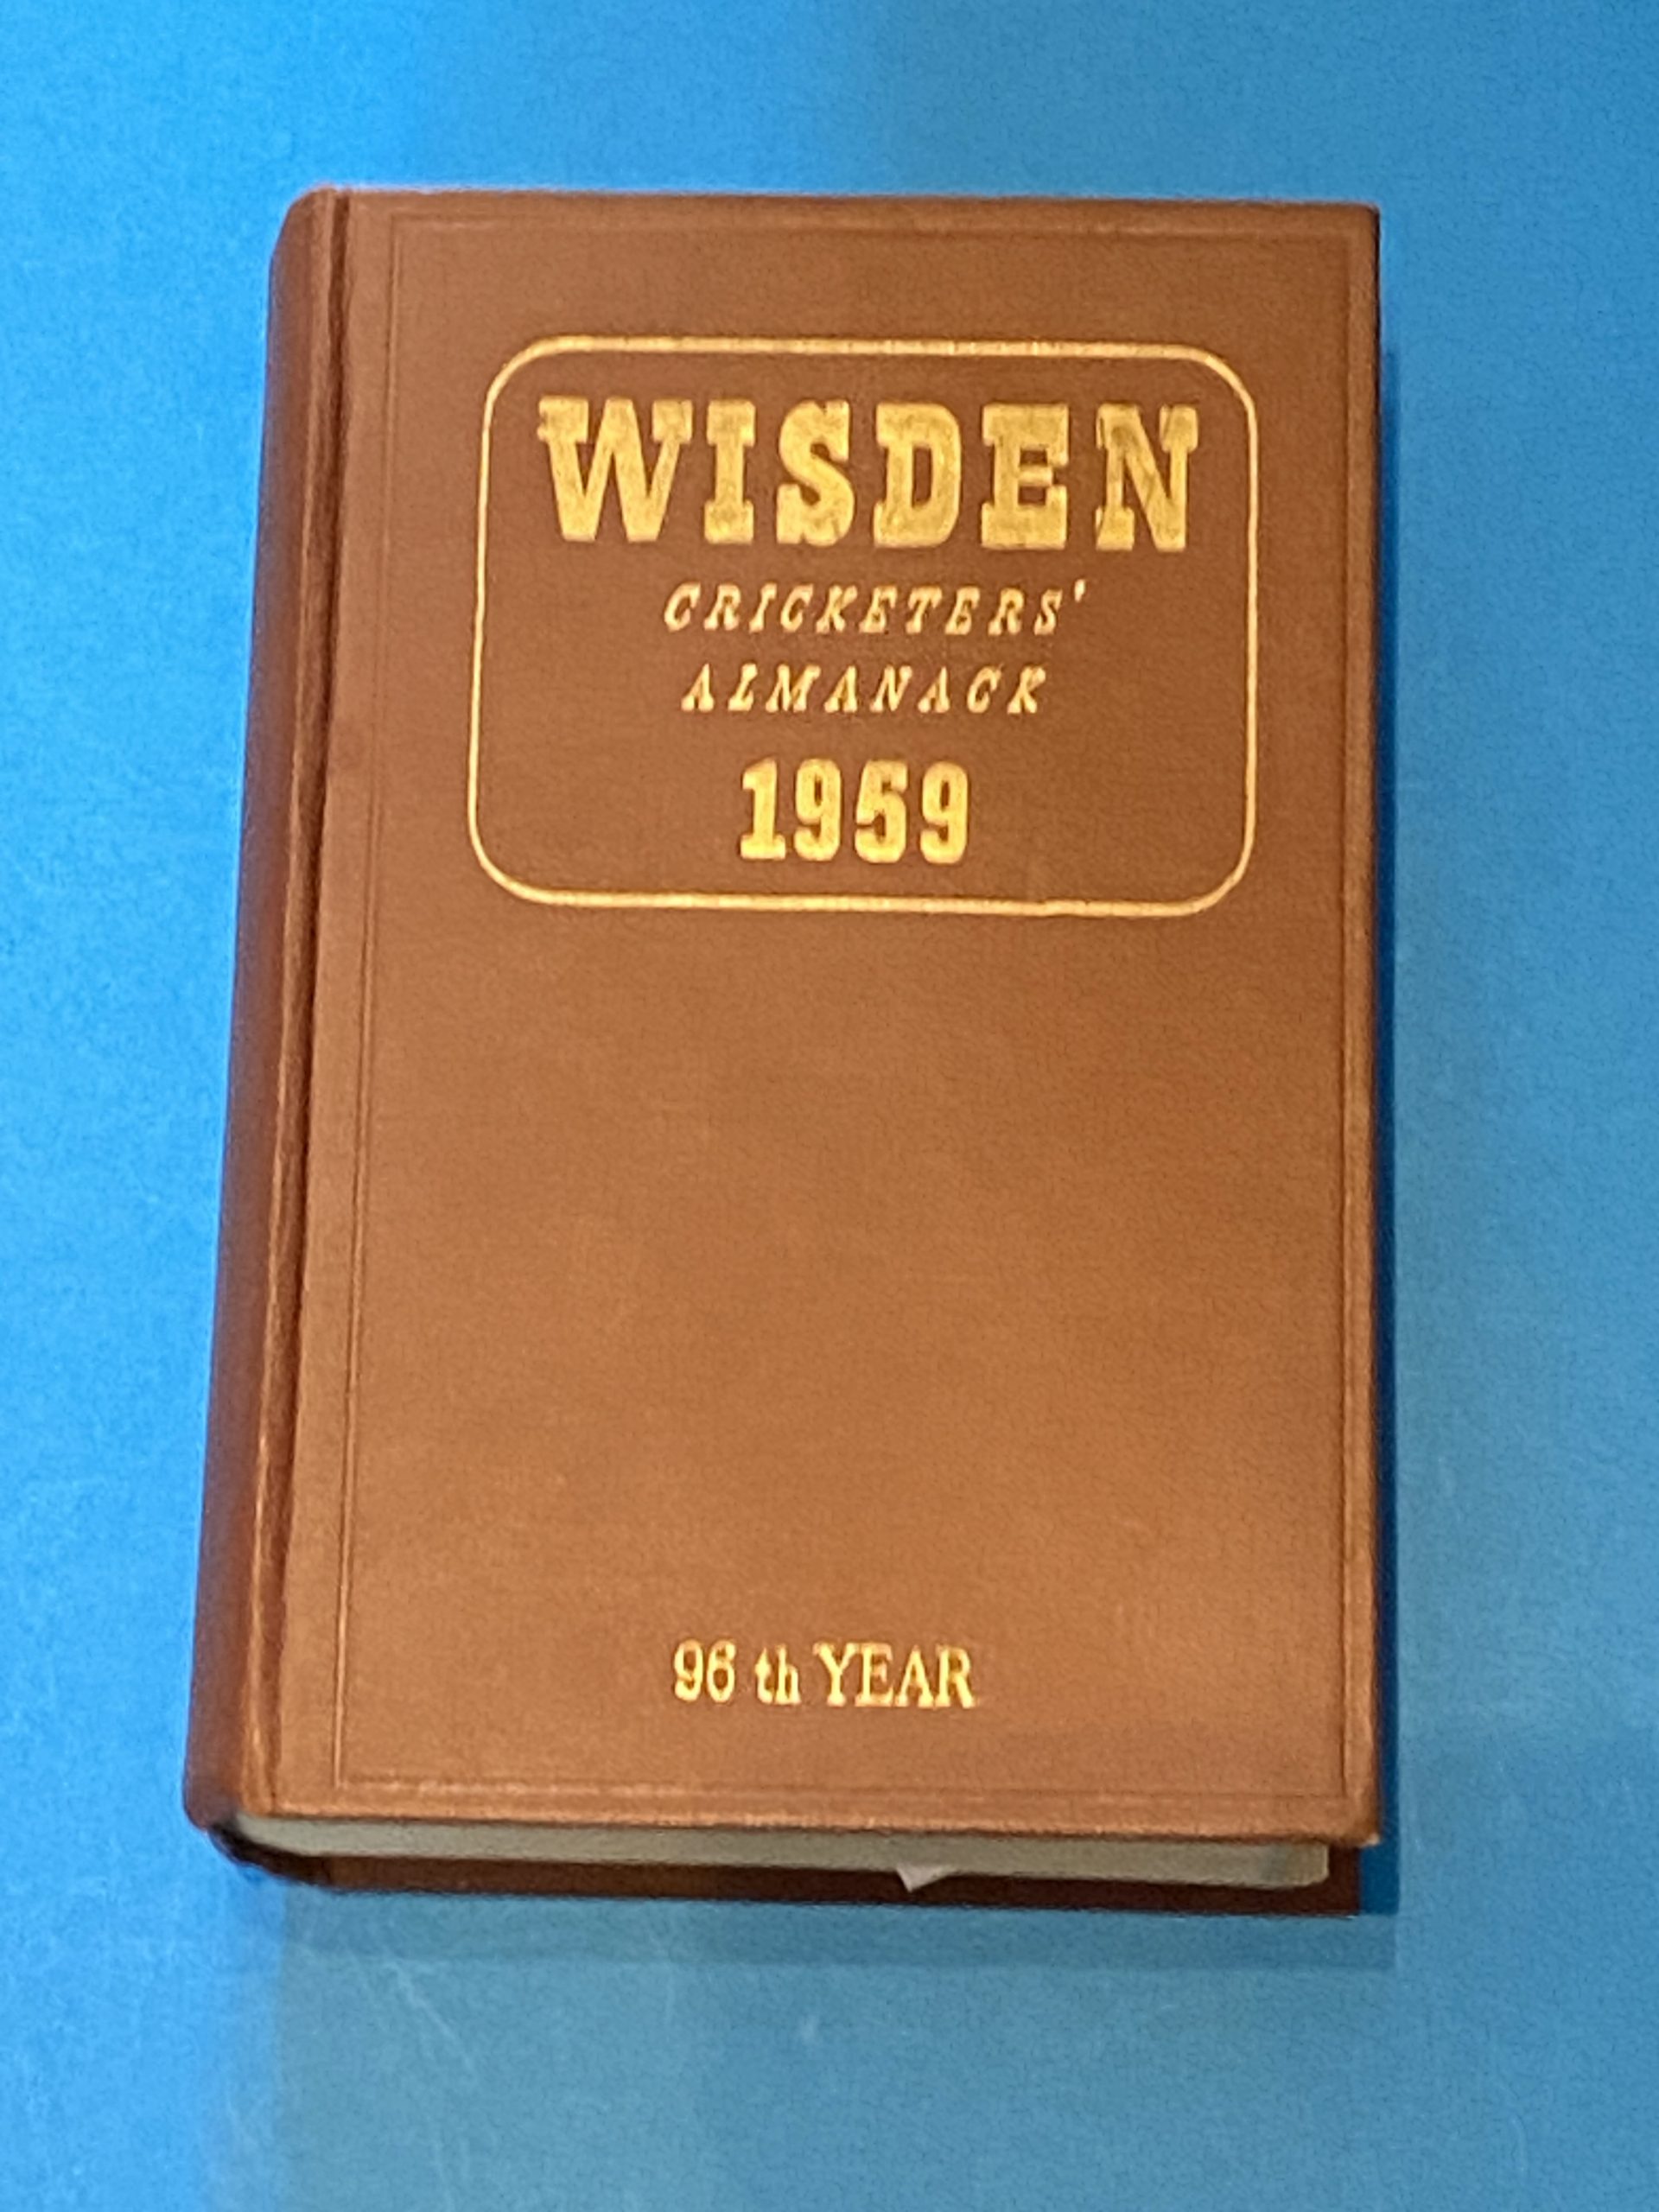 WISDEN
CRICKETERS'
ALMANACK
1959
96 th YEAR